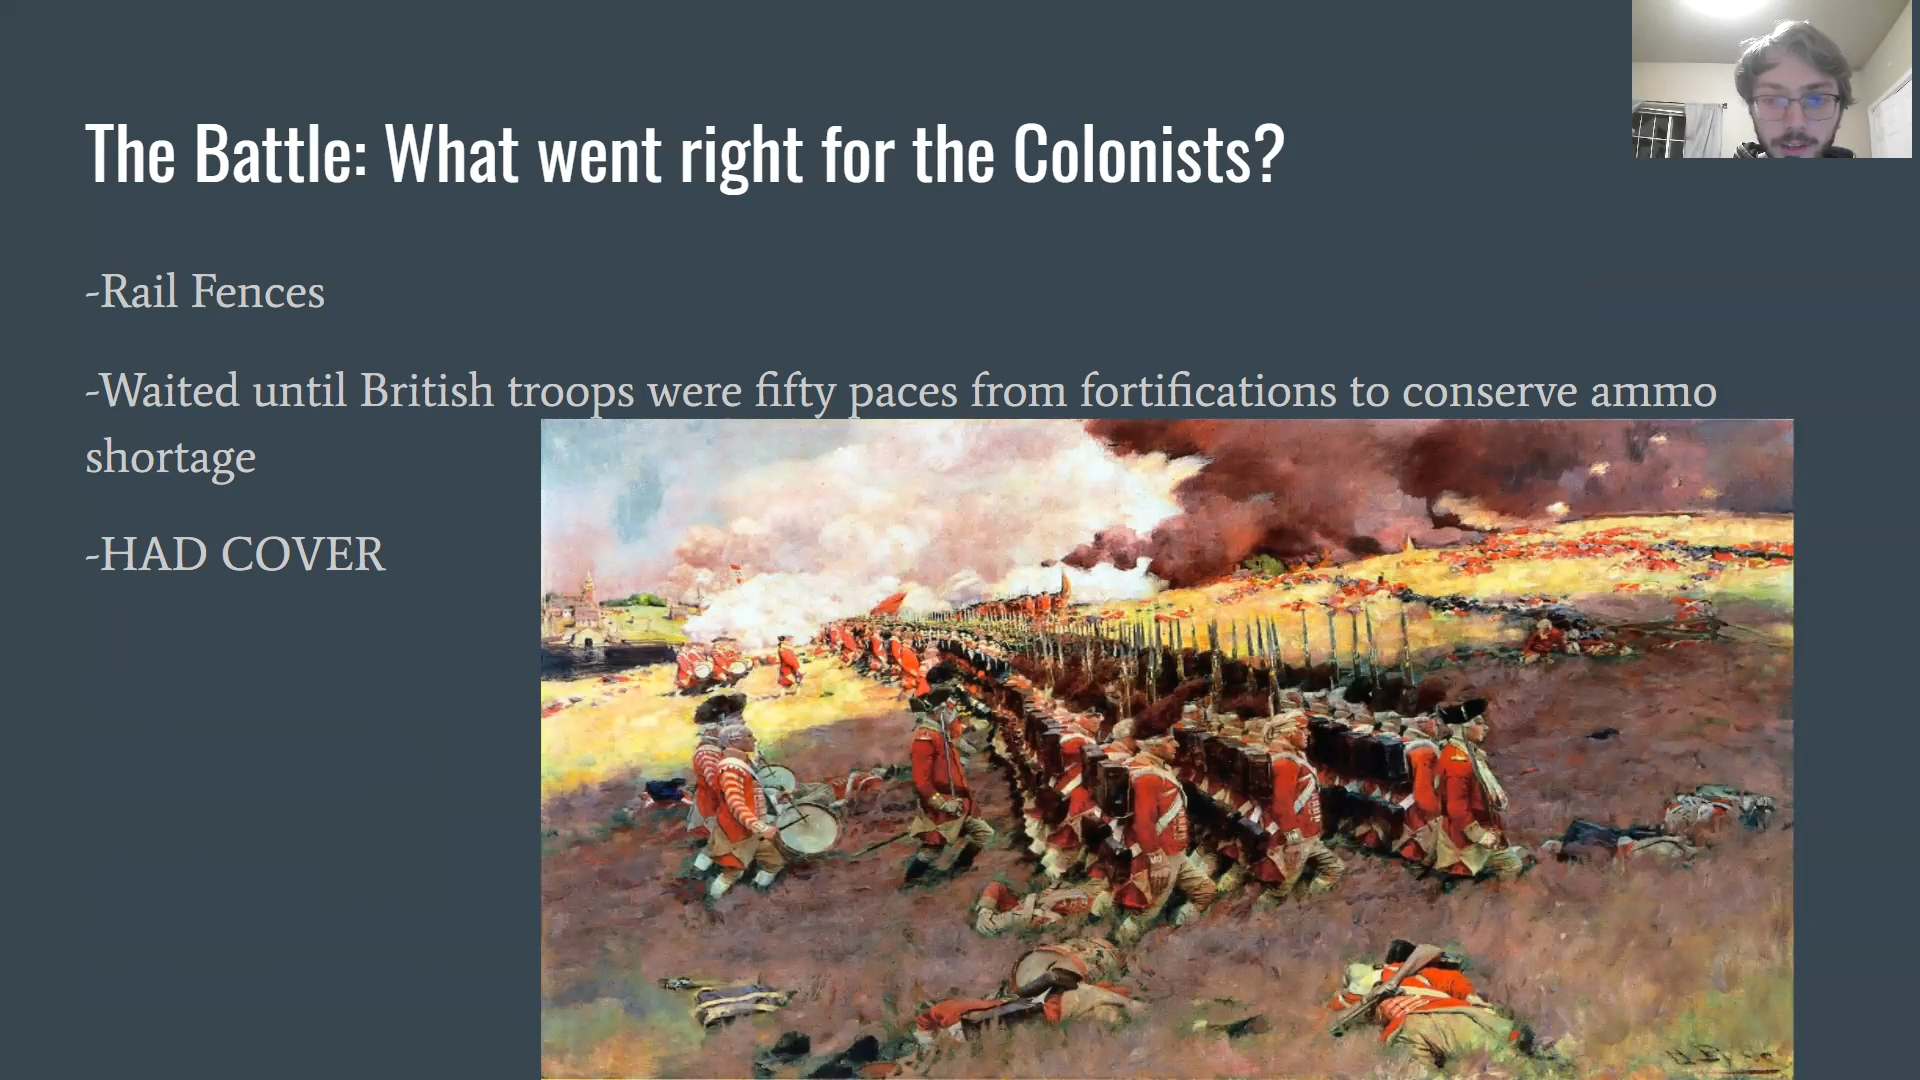 The Battle: What went right for the Colonists?
-Rail Fences
-Waited until British troops were fifty paces from fortifications to conserve ammo
shortage
-HAD COVER